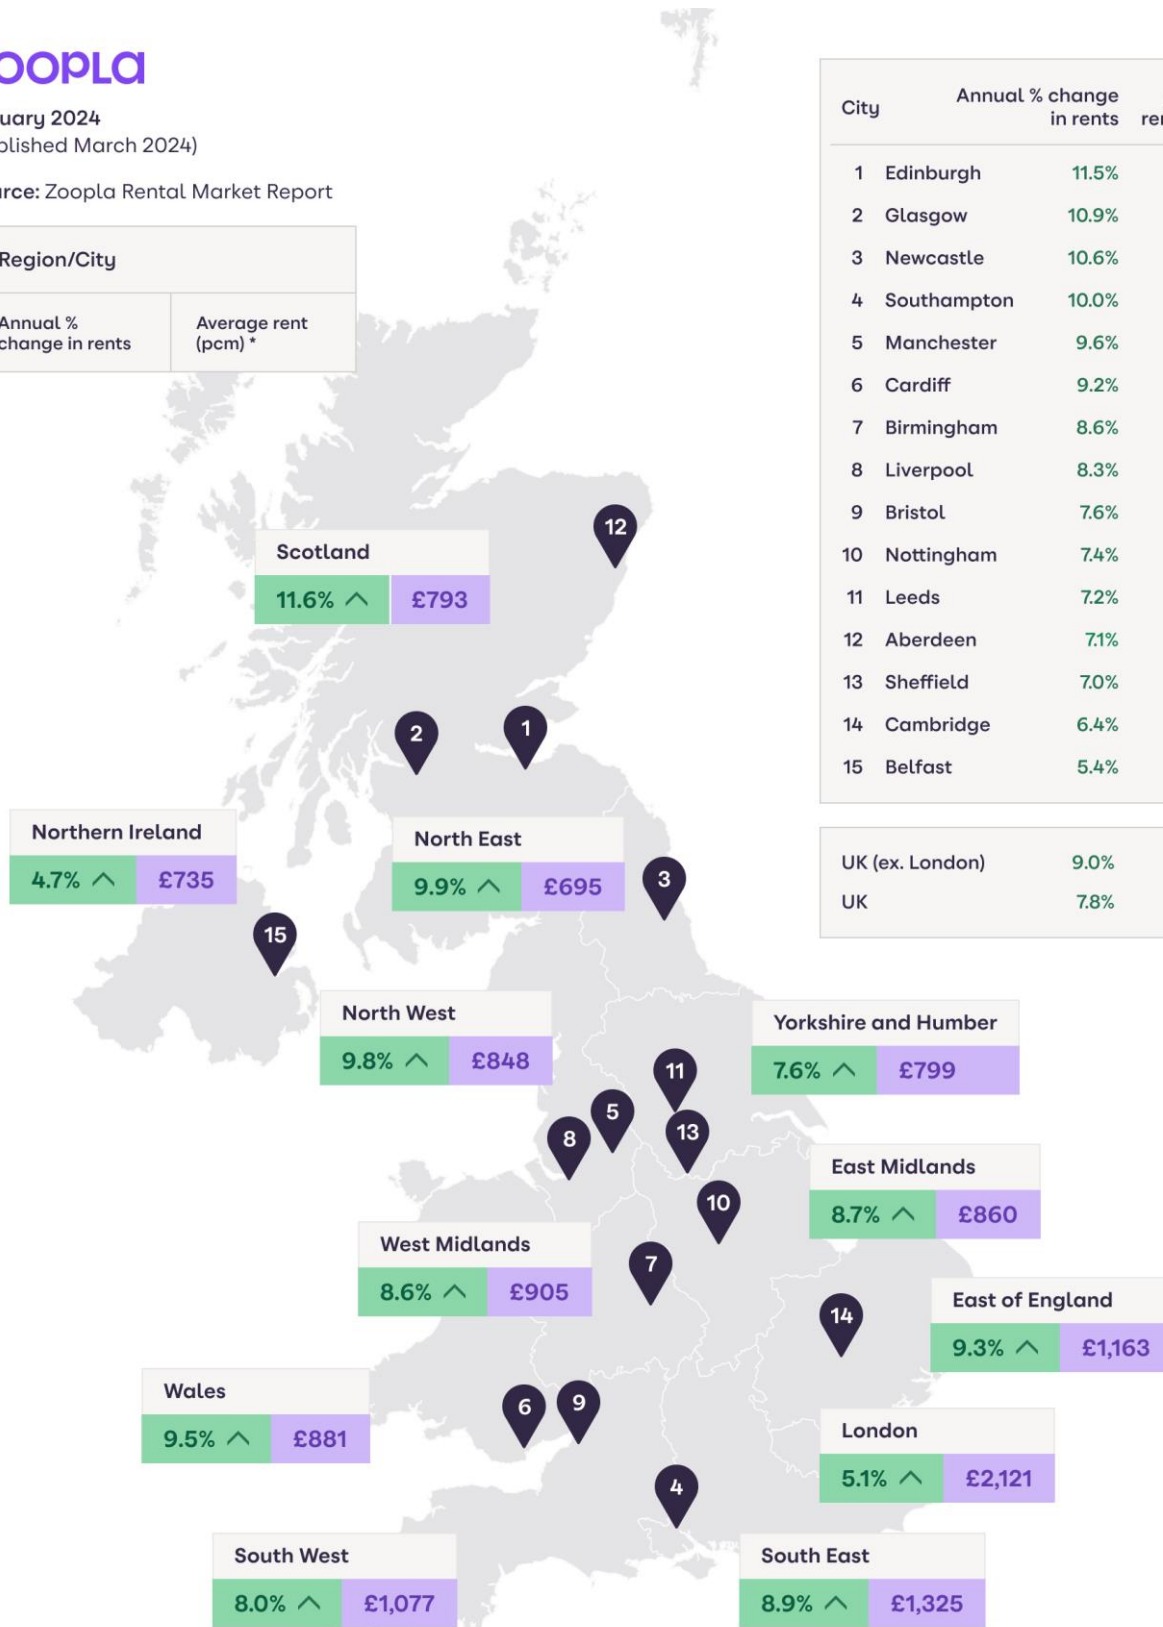 oopla
uary 2024
blished March 2024)
urce: Zoopla Rental Market Report
Region/City
Annual %
change in rents
Average rent
(pcm) *
City
Annual % change
in rents
1 Edinburgh 11.5%
2 Glasgow 10.9%
3 Newcastle 10.6%
4 Southampton 10.0%
5 Manchester 9.6%
6 Cardiff 9.2%
7 Birmingham 8.6%
8 Liverpool 8.3%
9 Bristol 7.6%
10 Nottingham 7.4%
11 Leeds 7.2%
12 Aberdeen 7.1%
13 Sheffield 7.0%
14 Cambridge 6.4%
15 Belfast 5.4%
UK (ex. London) 9.0%
UK 7.8%
12
Scotland
11.6% £793
2
1
Northern Ireland
4.7% £735
North East
9.9% £695
3
15
North West
9.8% £848
Yorkshire and Humber
7.6% £799
11
5
8
13
East Midlands
8.7% £860
10
West Midlands
8.6% £905
7
East of England
9.3% £1,163
14
Wales
9.5% £881
6
9
London
5.1% £2,121
4
South West
8.0% £1,077
South East
8.9% £1,325